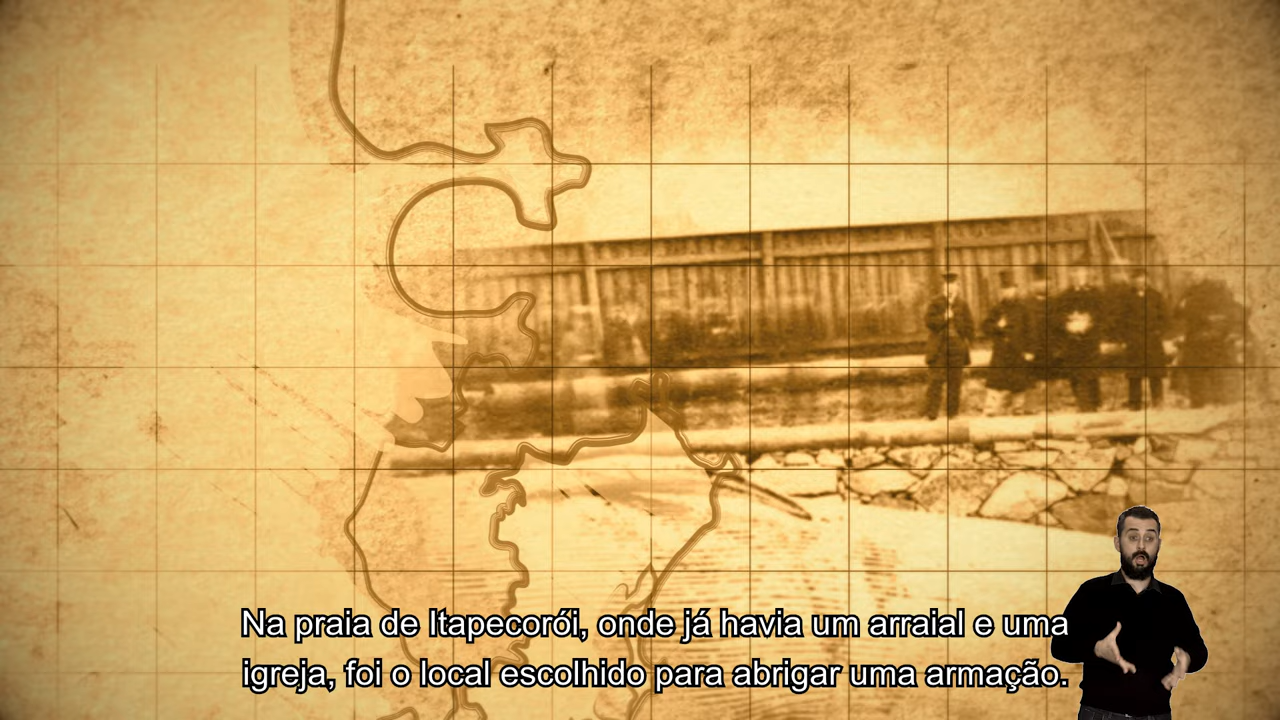 Na praia de Itapecorói, onde já havia um arraial e uma
igreja, foi o local escolhido para abrigar uma armação.